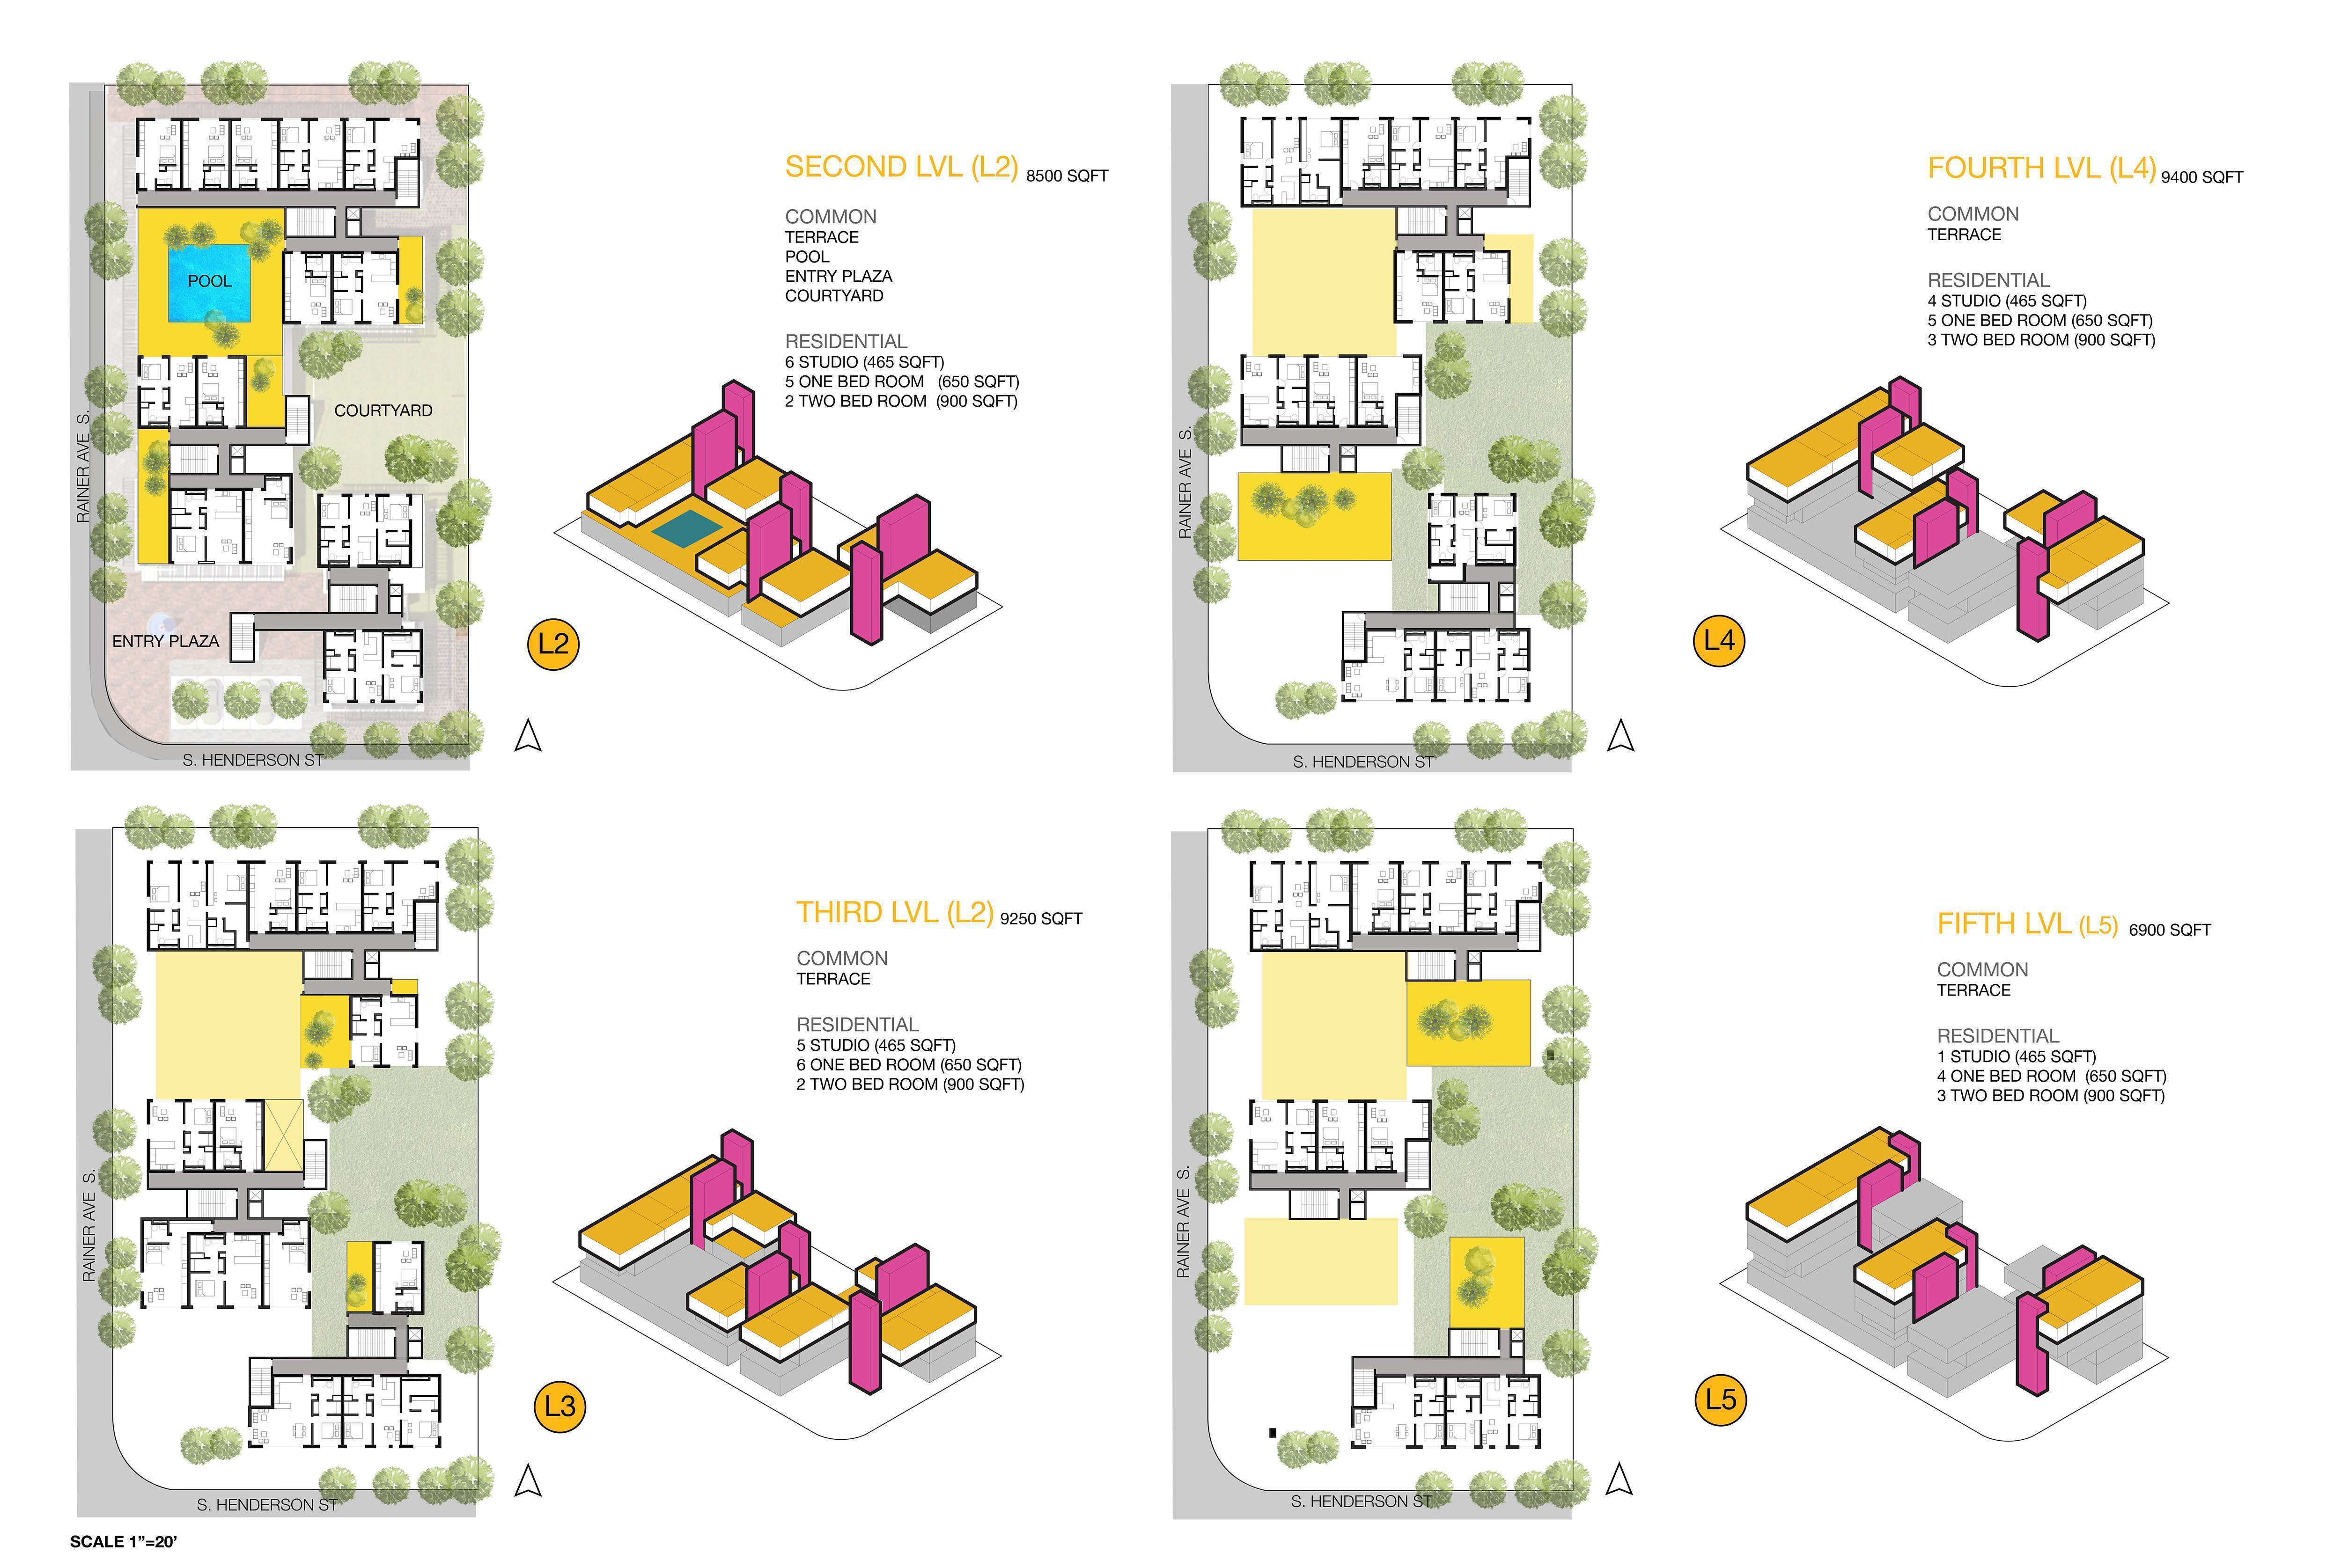 SECOND LVL (L2) 8500 SQFT
COMMON
TERRACE
POOL
ENTRY PLAZA
COURTYARD
RESIDENTIAL
6 STUDIO (465 SQFT)
5 ONE BED ROOM (650 SQFT)
2 TWO BED ROOM (900 SQFT)
POOL
COURTYARD
RAINER AVE S.
ENTRY PLAZA
L2
S. HENDERSON ST
FOURTH LVL (L4) 9400 SQFT
COMMON
TERRACE
RESIDENTIAL
4 STUDIO (465 SQFT)
5 ONE BED ROOM (650 SQFT)
3 TWO BED ROOM (900 SQFT)
RAINER AVE S.
L4
S. HENDERSON ST
THIRD LVL (L2) 9250 SQFT
COMMON
TERRACE
RESIDENTIAL
5 STUDIO (465 SQFT)
6 ONE BED ROOM (650 SQFT)
2 TWO BED ROOM (900 SQFT)
RAINER AVE S.
L3
S. HENDERSON ST
FIFTH LVL (L5) 6900 SQFT
COMMON
TERRACE
RESIDENTIAL
1 STUDIO (465 SQFT)
4 ONE BED ROOM (650 SQFT)
3 TWO BED ROOM (900 SQFT)
RAINER AVE S.
L5
S. HENDERSON ST
SCALE 1”=20’